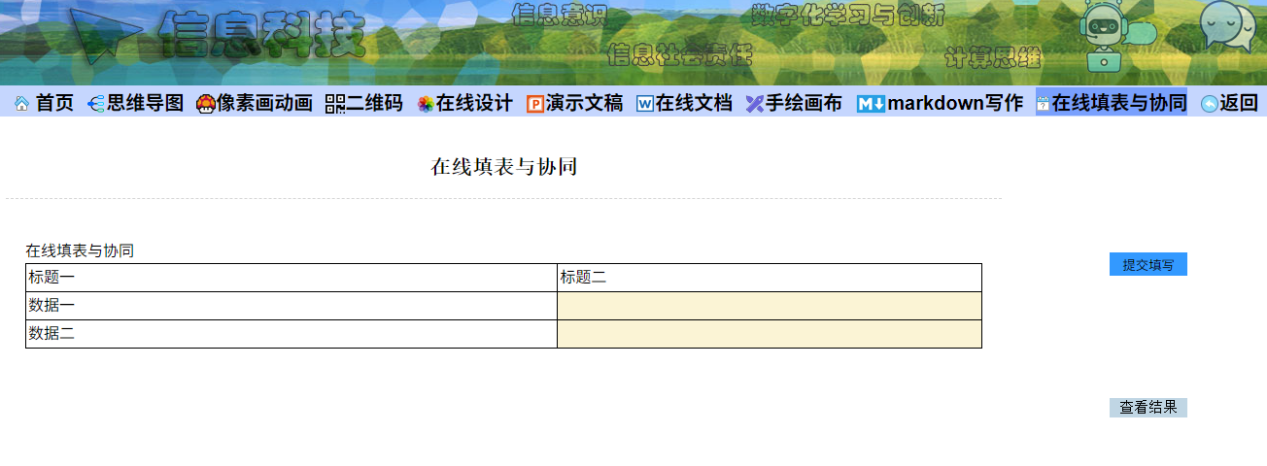 信息科技
信息意识
数字化学习与创新
信息社会责任
计算思维
首页 思维导图 像素画动画 二维码 在线设计 演示文稿 在线文档 手绘画布 markdown写作 在线填表与协同 返回
在线填表与协同
在线填表与协同
标题一 标题二
数据一
数据二
提交填写
查看结果